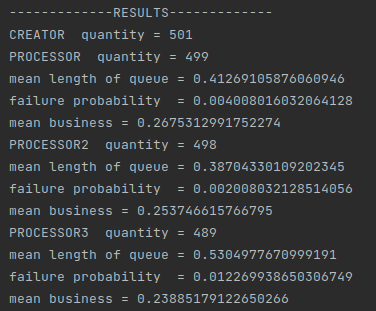 -------------RESULTS-------------
CREATOR  quantity = 501
PROCESSOR  quantity = 499
mean length of queue = 0.41269105876060946
failure probability  = 0.004008016032064128
mean business = 0.2675312991752274
PROCESSOR2  quantity = 498
mean length of queue = 0.38704330109202345
failure probability  = 0.002008032128514056
mean business = 0.253746615766795
PROCESSOR3  quantity = 489
mean length of queue = 0.5304977670999191
failure probability  = 0.012269938650306749
mean business = 0.23885179122650266